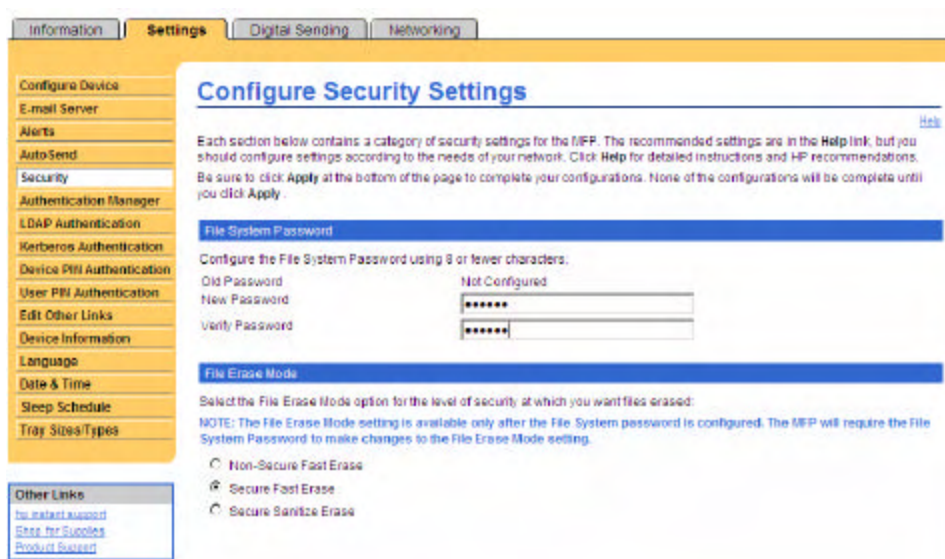 Information
Settings
Digital Sending
Networking
Configure Device
E-mail Server
Alerts
AutoSend
Security
Authentication Manager
LDAP Authentication
Kerberos Authentication
Device PIN Authentication
User PIN Authentication
Edit Other Links
Device Information
Language
Date & Time
Sleep Schedule
Tray Sizes/Types
Other Links
hp instant support
Shop for Supplies
Product Support
Configure Security Settings
Help
Each section below contains a category of security settings for the MFP. The recommended settings are in the Help link, but you
should configure settings according to the needs of your network. Click Help for detailed instructions and HP recommendations.
Be sure to click Apply at the bottom of the page to complete your configurations. None of the configurations will be complete until
you click Apply .
File System Password
Configure the File System Password using 8 or fewer characters:
Old Password Not Configured
New Password ••••••
Verify Password ••••••
File Erase Mode
Select the File Erase Mode option for the level of security at which you want files erased:
NOTE: The File Erase Mode setting is available only after the File System password is configured. The MFP will require the File
System Password to make changes to the File Erase Mode setting.
Non-Secure Fast Erase
Secure Fast Erase
Secure Sanitize Erase